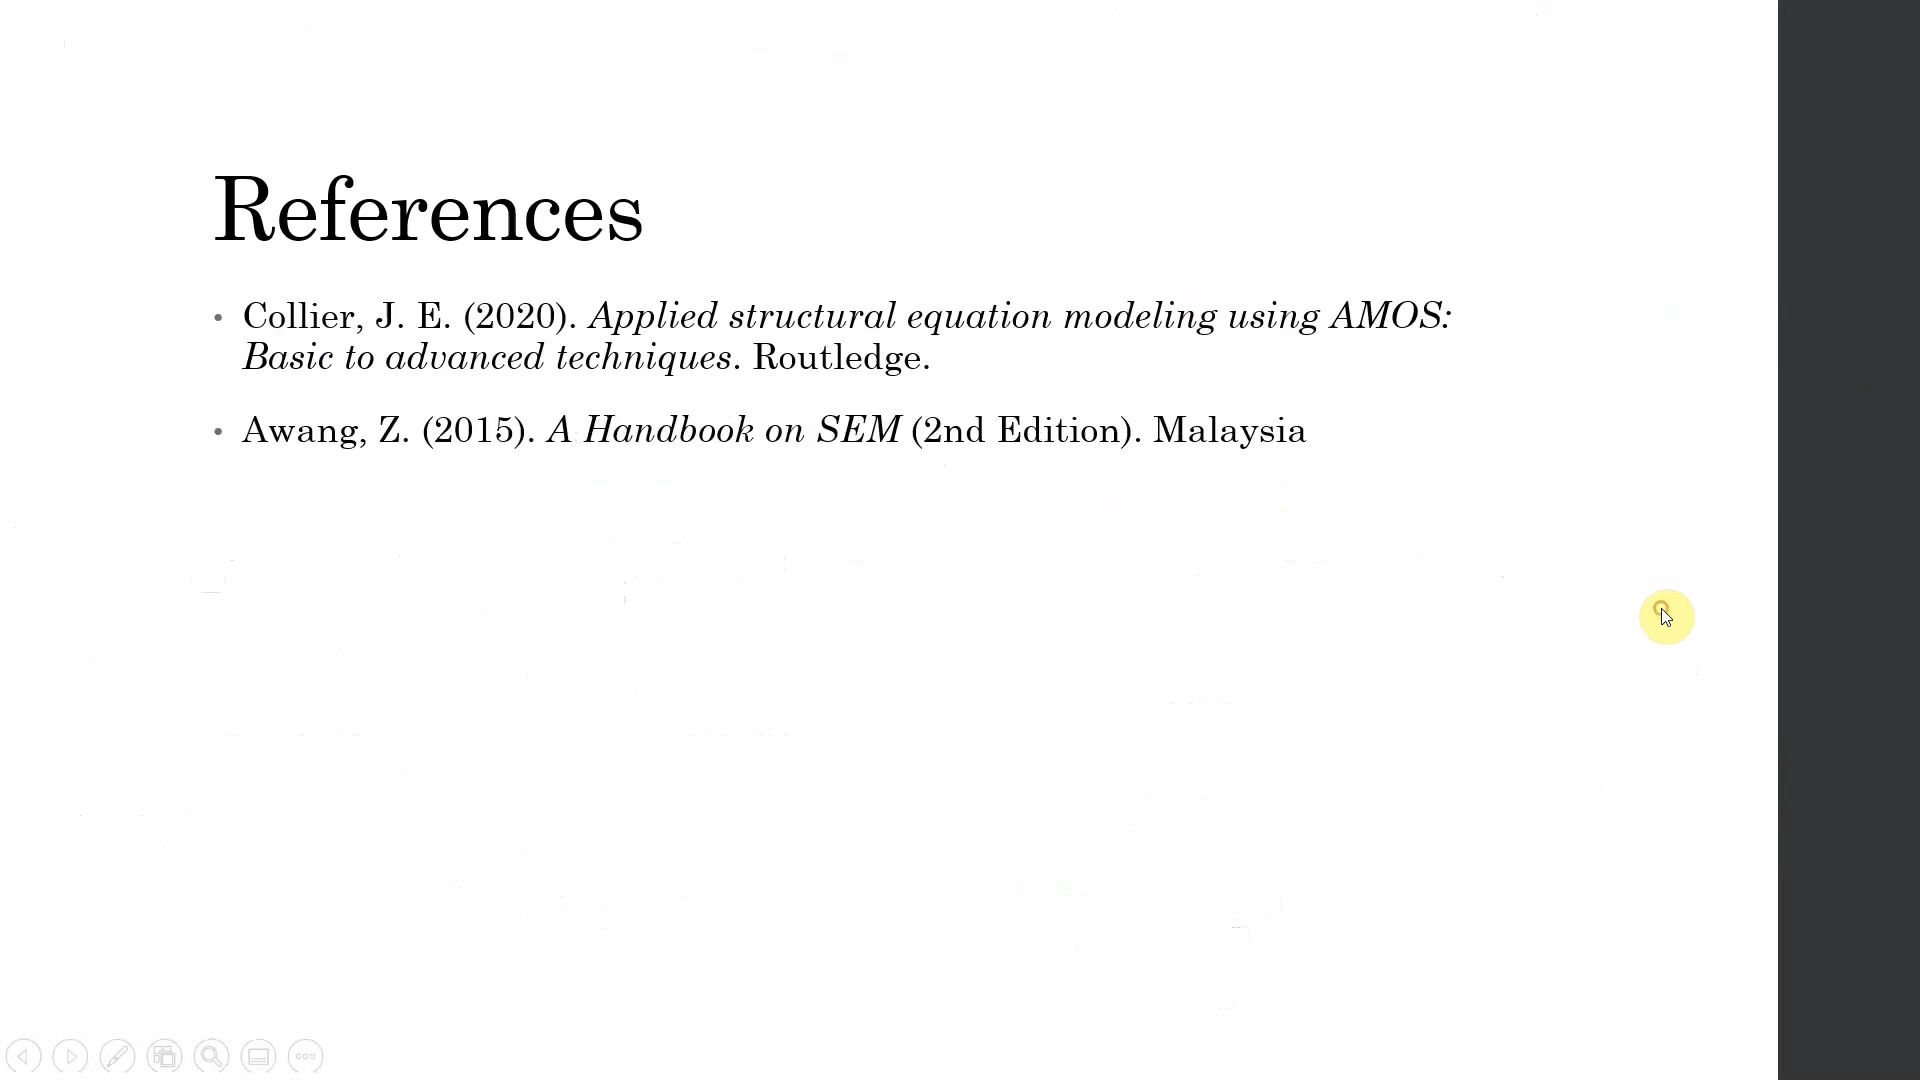 References
• Collier, J. E. (2020). Applied structural equation modeling using AMOS:
Basic to advanced techniques. Routledge.
• Awang, Z. (2015). A Handbook on SEM (2nd Edition). Malaysia